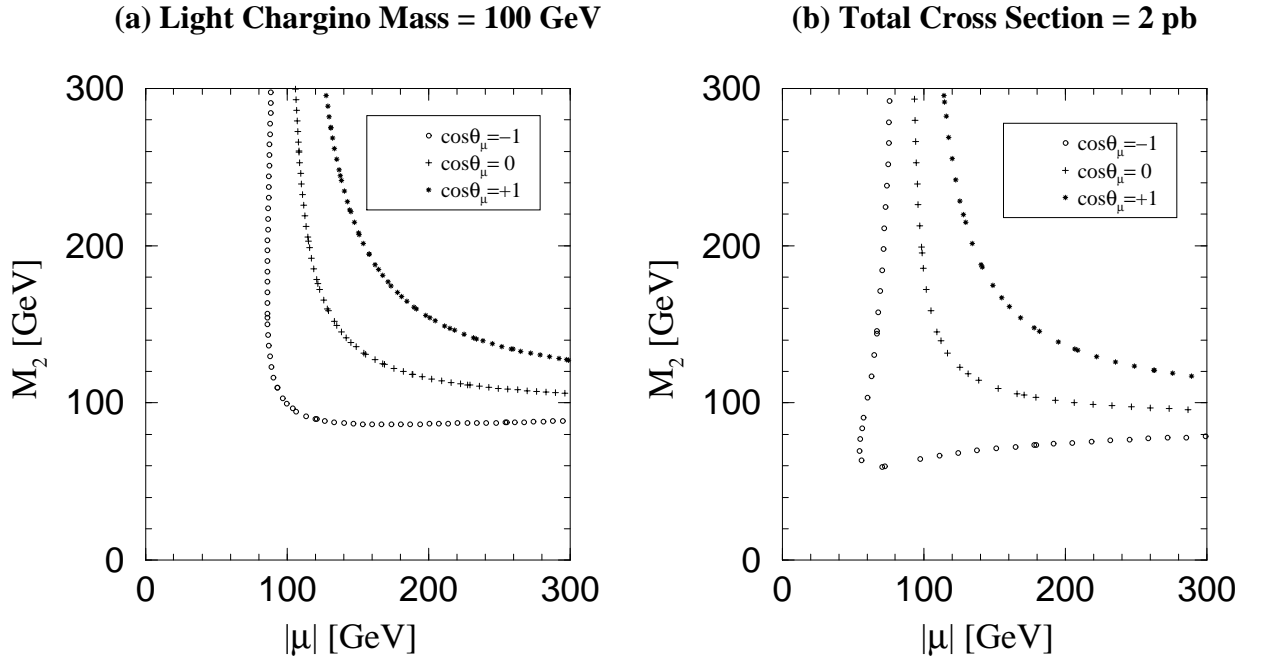 (a) Light Chargino Mass = 100 GeV
300
200
100
0
M₂ [GeV]
cosθμ=−1
cosθμ= 0
cosθμ=+1
0 100 200 300
|μ| [GeV]
(b) Total Cross Section = 2 pb
300
200
100
0
M₂ [GeV]
cosθμ=−1
cosθμ= 0
cosθμ=+1
0 100 200 300
|μ| [GeV]